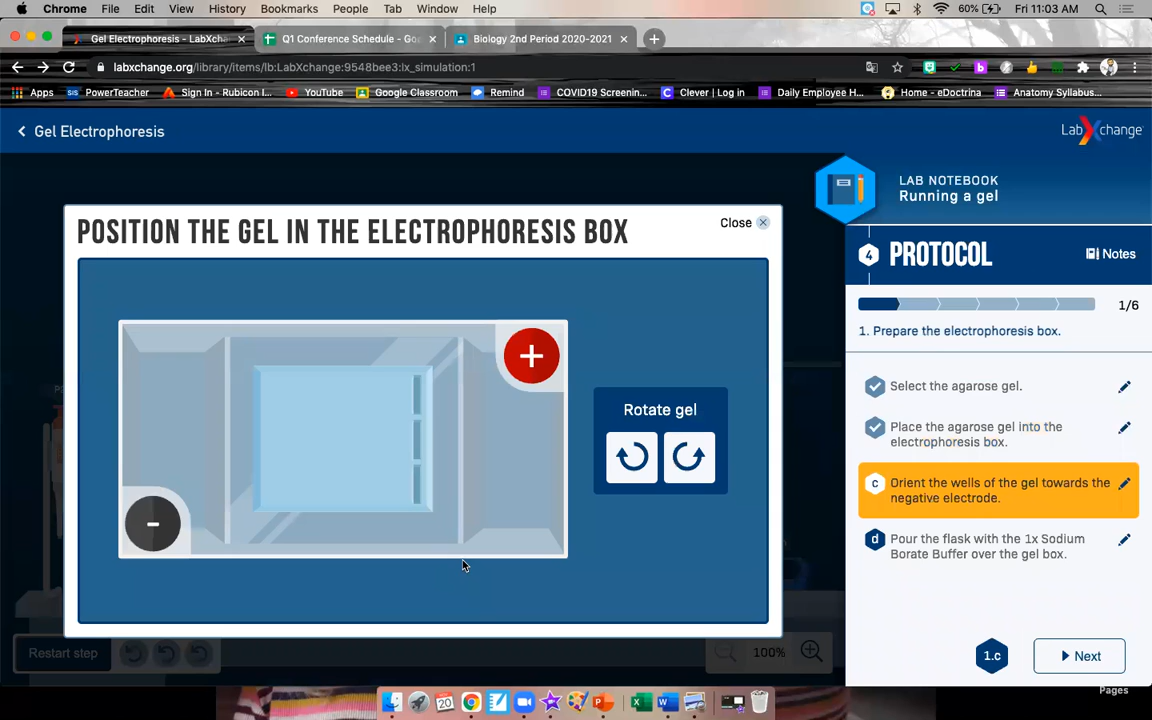 Chrome File Edit View History Bookmarks People Tab Window Help 60% Fri 11:03 AM
Gel Electrophoresis - LabXcha × Q1 Conference Schedule - Go × Biology 2nd Period 2020-2021 × +
labxchange.org/library/items/lb:LabXchange:9548bee3:lx_simulation:1
Apps PowerTeacher Sign In - Rubicon I... YouTube Google Classroom Remind COVID19 Screenin... Clever | Log in Daily Employee H... Home - eDoctrina Anatomy Syllabus...
Gel Electrophoresis
LabXchange
LAB NOTEBOOK
Running a gel
POSITION THE GEL IN THE ELECTROPHORESIS BOX
Close
+
-
Rotate gel
4 PROTOCOL Notes
1/6
1. Prepare the electrophoresis box.
Select the agarose gel.
Place the agarose gel into the
electrophoresis box.
c Orient the wells of the gel towards the
negative electrode.
d Pour the flask with the 1x Sodium
Borate Buffer over the gel box.
Restart step
100%
1.c
Next
20
Pages